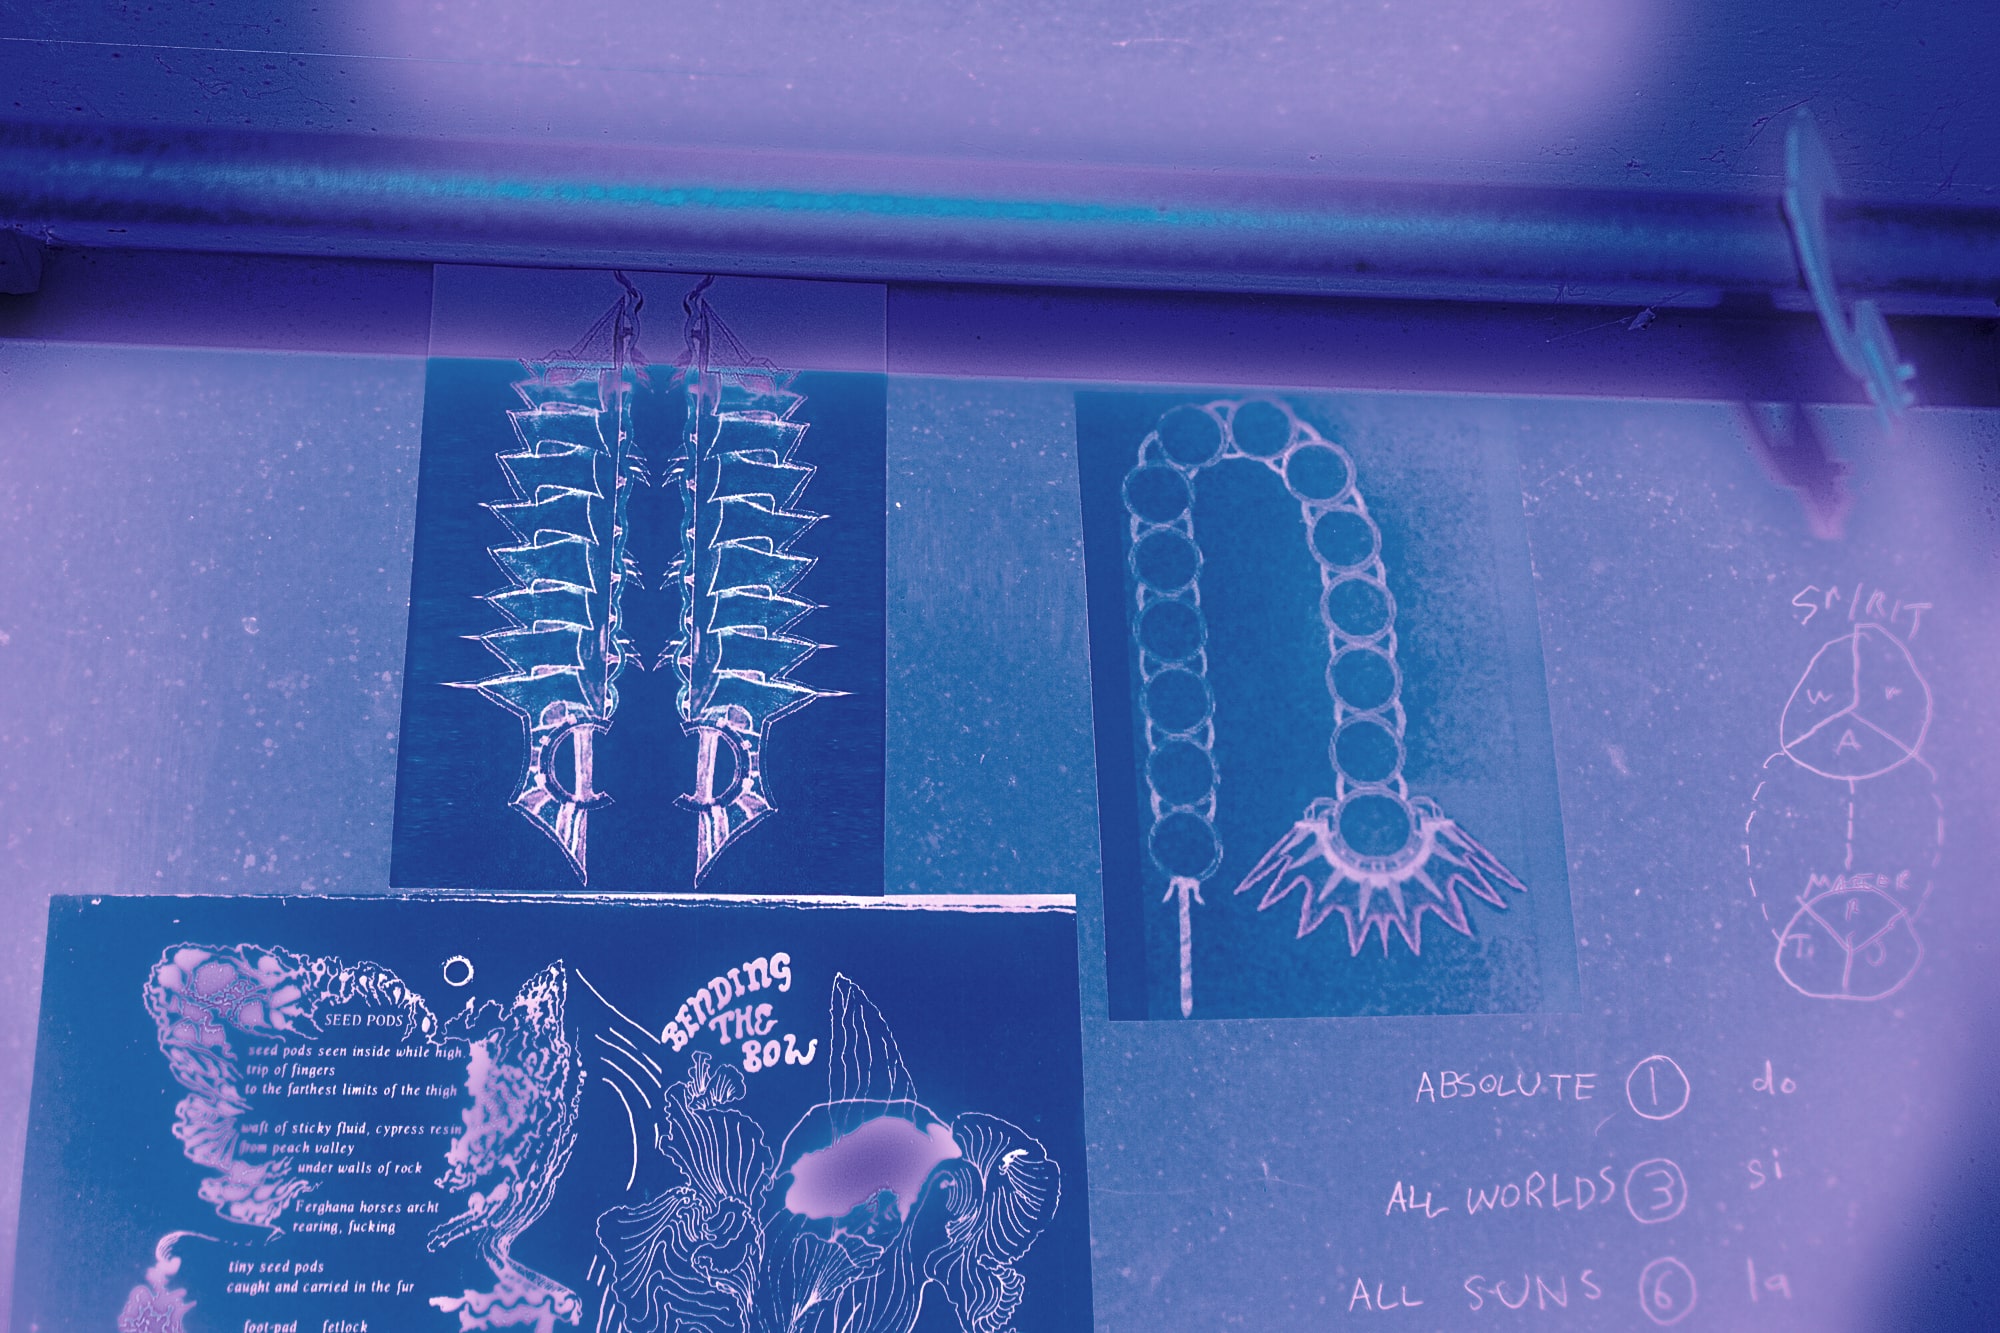 SPIRIT
W r
A
MATTER
R
T. J
SEED PODS
seed pods seen inside while high,
trip of fingers
to the farthest limits of the thigh
waft of sticky fluid, cypress resin
from peach valley
under walls of rock
Ferghana horses archt
rearing, fucking
tiny seed pods
caught and carried in the fur
foot-pad fetlock
BENDING
THE
BOW
ABSOLUTE 1 do
ALL WORLDS 3 si
ALL SUNS 6 la